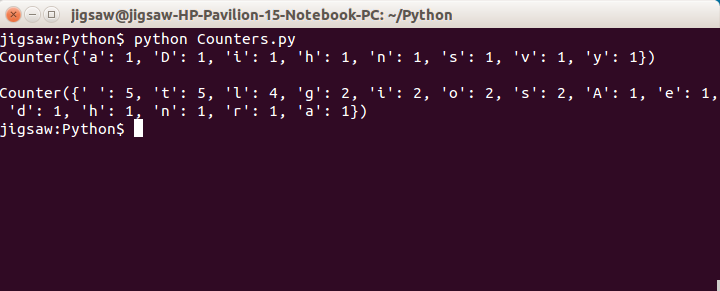 jigsaw@jigsaw-HP-Pavilion-15-Notebook-PC: ~/Python
jigsaw:Python$ python Counters.py
Counter({'a': 1, 'D': 1, 'i': 1, 'h': 1, 'n': 1, 's': 1, 'v': 1, 'y': 1})
Counter({' ': 5, 't': 5, 'l': 4, 'g': 2, 'i': 2, 'o': 2, 's': 2, 'A': 1, 'e': 1,
 'd': 1, 'h': 1, 'n': 1, 'r': 1, 'a': 1})
jigsaw:Python$